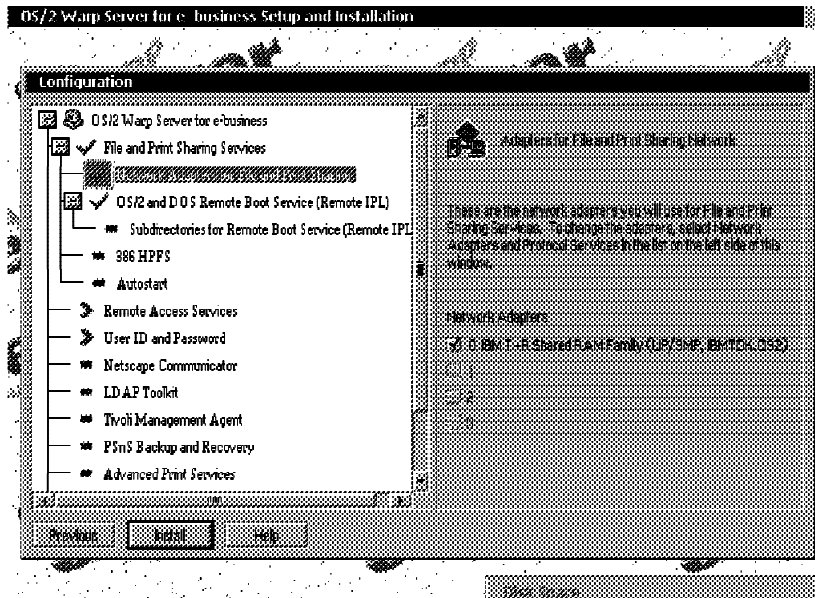 OS/2 Warp Server for e-business Setup and Installation
Configuration
OS/2 Warp Server for e-business
File and Print Sharing Services
OS/2 and DOS Remote Boot Service (Remote IPL)
Subdirectories for Remote Boot Service (Remote IPL
386 HPFS
Autostart
Remote Access Services
User ID and Password
Netscape Communicator
LDAP Toolkit
Tivoli Management Agent
PSnS Backup and Recovery
Advanced Print Services
Adapters for File and Print Sharing Network
These are the network adapters you will use for File and Print
Sharing Services. To change the adapters, select Network
Adapters and Protocol Services in the list on the left side of this
window.
Network Adapters
0 IBM T-R Shared RAM Family (UP/SMP, IBMTOK.OS2)
1
2
3
Previous
Install
Help
Disk Space